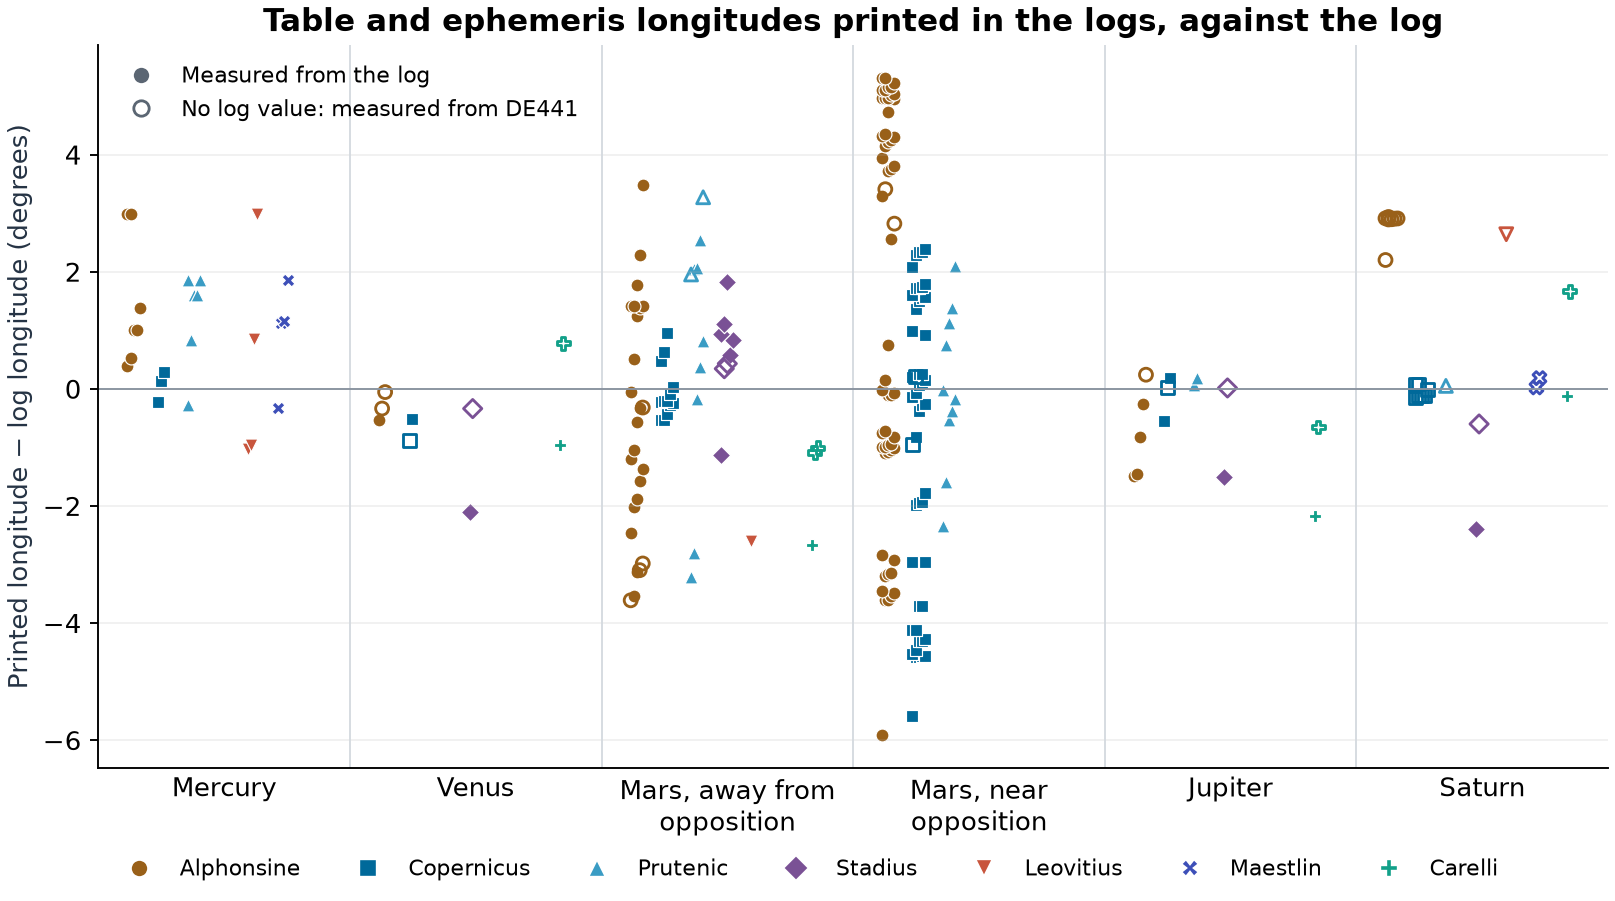 Table and ephemeris longitudes printed in the logs, against the log
Measured from the log
No log value: measured from DE441
Printed longitude − log longitude (degrees)
4
2
0
−2
−4
−6
Mercury
Venus
Mars, away from
opposition
Mars, near
opposition
Jupiter
Saturn
Alphonsine
Copernicus
Prutenic
Stadius
Leovitius
Maestlin
Carelli